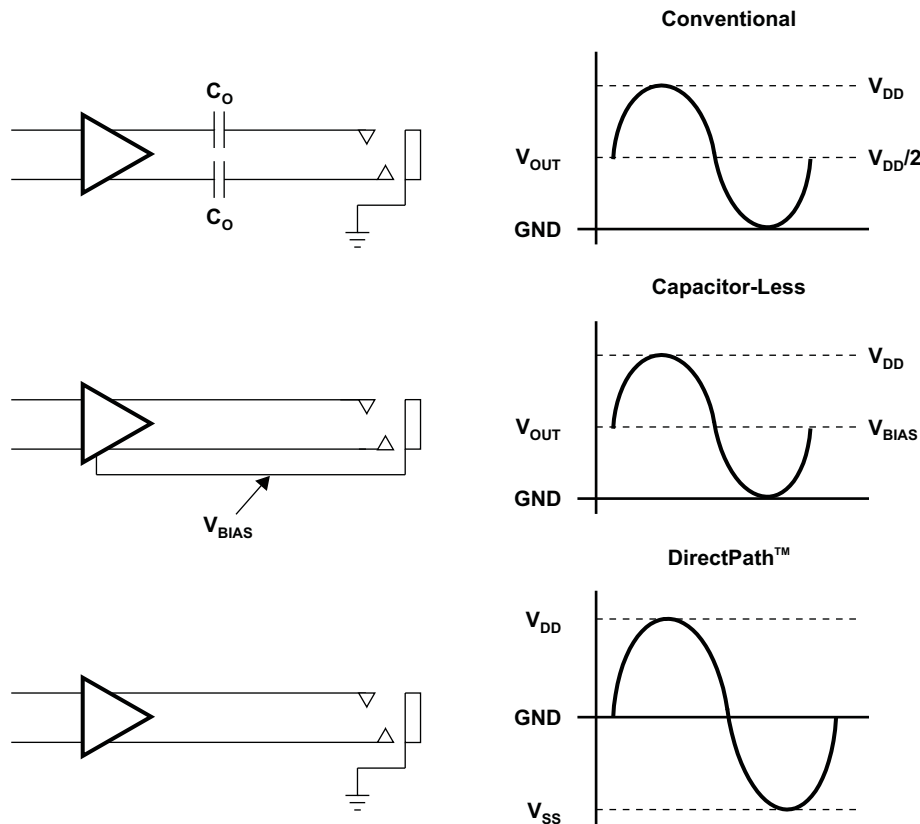 Conventional
C_O
C_O
V_DD
V_OUT
V_DD/2
GND
Capacitor-Less
V_DD
V_OUT
V_BIAS
GND
V_BIAS
DirectPath™
V_DD
GND
V_SS